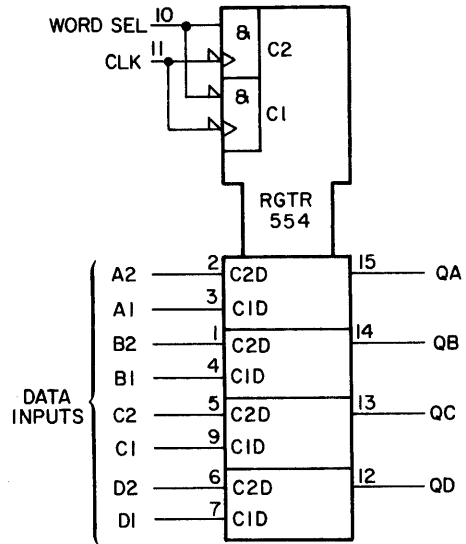 WORD SEL 10
& C2
CLK 11
& C1
RGTR
554
A2 2 C2D 15 QA
A1 3 C1D
B2 1 C2D 14 QB
B1 4 C1D
DATA
INPUTS
C2 5 C2D 13 QC
C1 9 C1D
D2 6 C2D 12 QD
D1 7 C1D